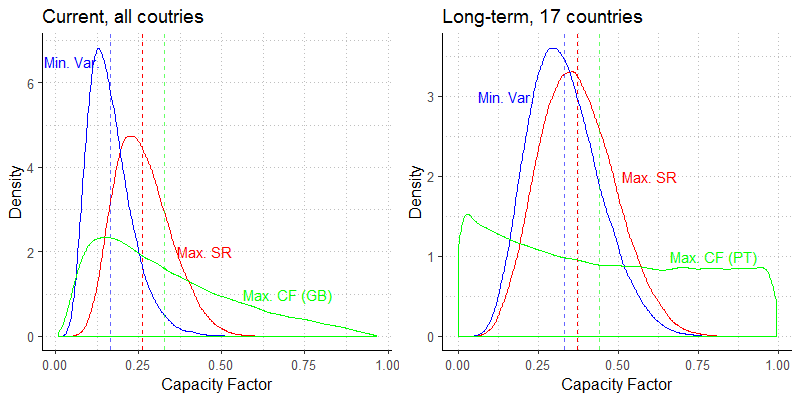 Current, all coutries
Min. Var.
Max. SR
Max. CF (GB)
Density
0
2
4
6
0.00
0.25
0.50
0.75
1.00
Capacity Factor
Long-term, 17 countries
Min. Var
Max. SR
Max. CF (PT)
Density
0
1
2
3
0.00
0.25
0.50
0.75
1.00
Capacity Factor